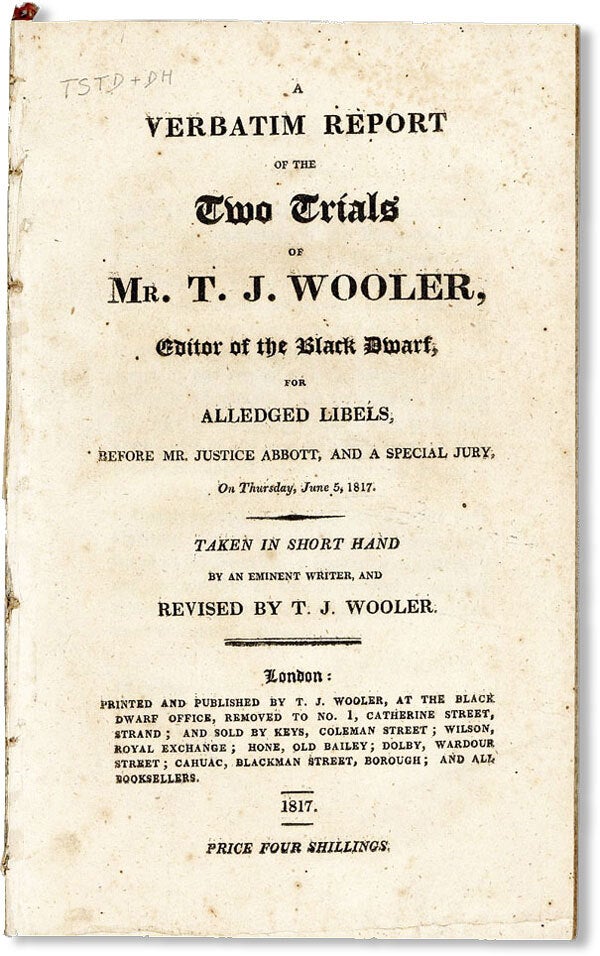 TSTD + DH
A
VERBATIM REPORT
OF THE
Two Trials
OF
MR. T. J. WOOLER,
Editor of the Black Dwarf,
FOR
ALLEDGED LIBELS,
BEFORE MR. JUSTICE ABBOTT, AND A SPECIAL JURY,
On Thursday, June 5, 1817.
TAKEN IN SHORT HAND
BY AN EMINENT WRITER, AND
REVISED BY T. J. WOOLER.
London:
PRINTED AND PUBLISHED BY T. J. WOOLER, AT THE BLACK
DWARF OFFICE, REMOVED TO NO. 1, CATHERINE STREET,
STRAND; AND SOLD BY KEYS, COLEMAN STREET; WILSON,
ROYAL EXCHANGE; HONE, OLD BAILEY; DOLBY, WARDOUR
STREET; CAHUAC, BLACKMAN STREET, BOROUGH; AND ALL
BOOKSELLERS.
1817.
PRICE FOUR SHILLINGS.